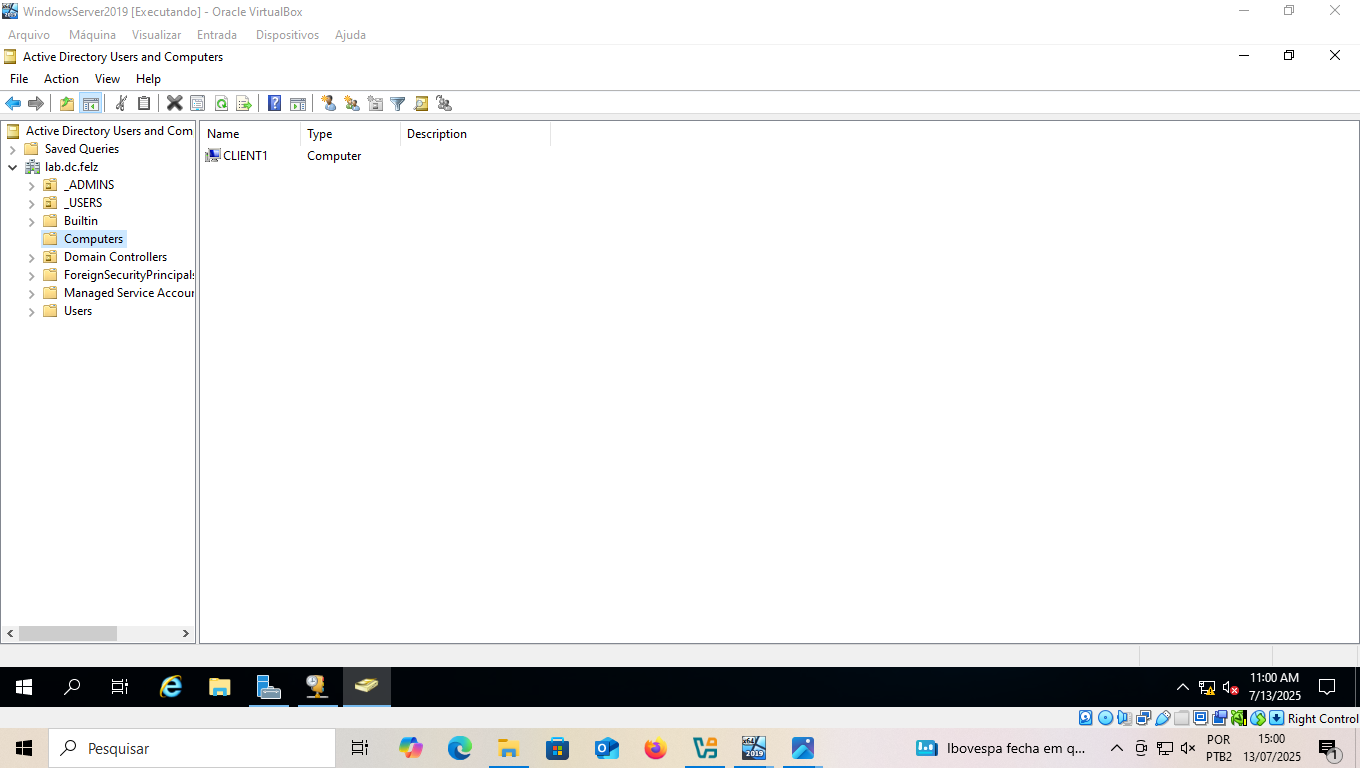 WindowsServer2019 [Executando] - Oracle VirtualBox
Arquivo Máquina Visualizar Entrada Dispositivos Ajuda
Active Directory Users and Computers
File Action View Help
Active Directory Users and Com
Saved Queries
lab.dc.felz
_ADMINS
_USERS
Builtin
Computers
Domain Controllers
ForeignSecurityPrincipals
Managed Service Accour
Users
Name Type Description
CLIENT1 Computer
11:00 AM
7/13/2025
Right Control
Pesquisar
Ibovespa fecha em q...
POR
PTB2
15:00
13/07/2025
1